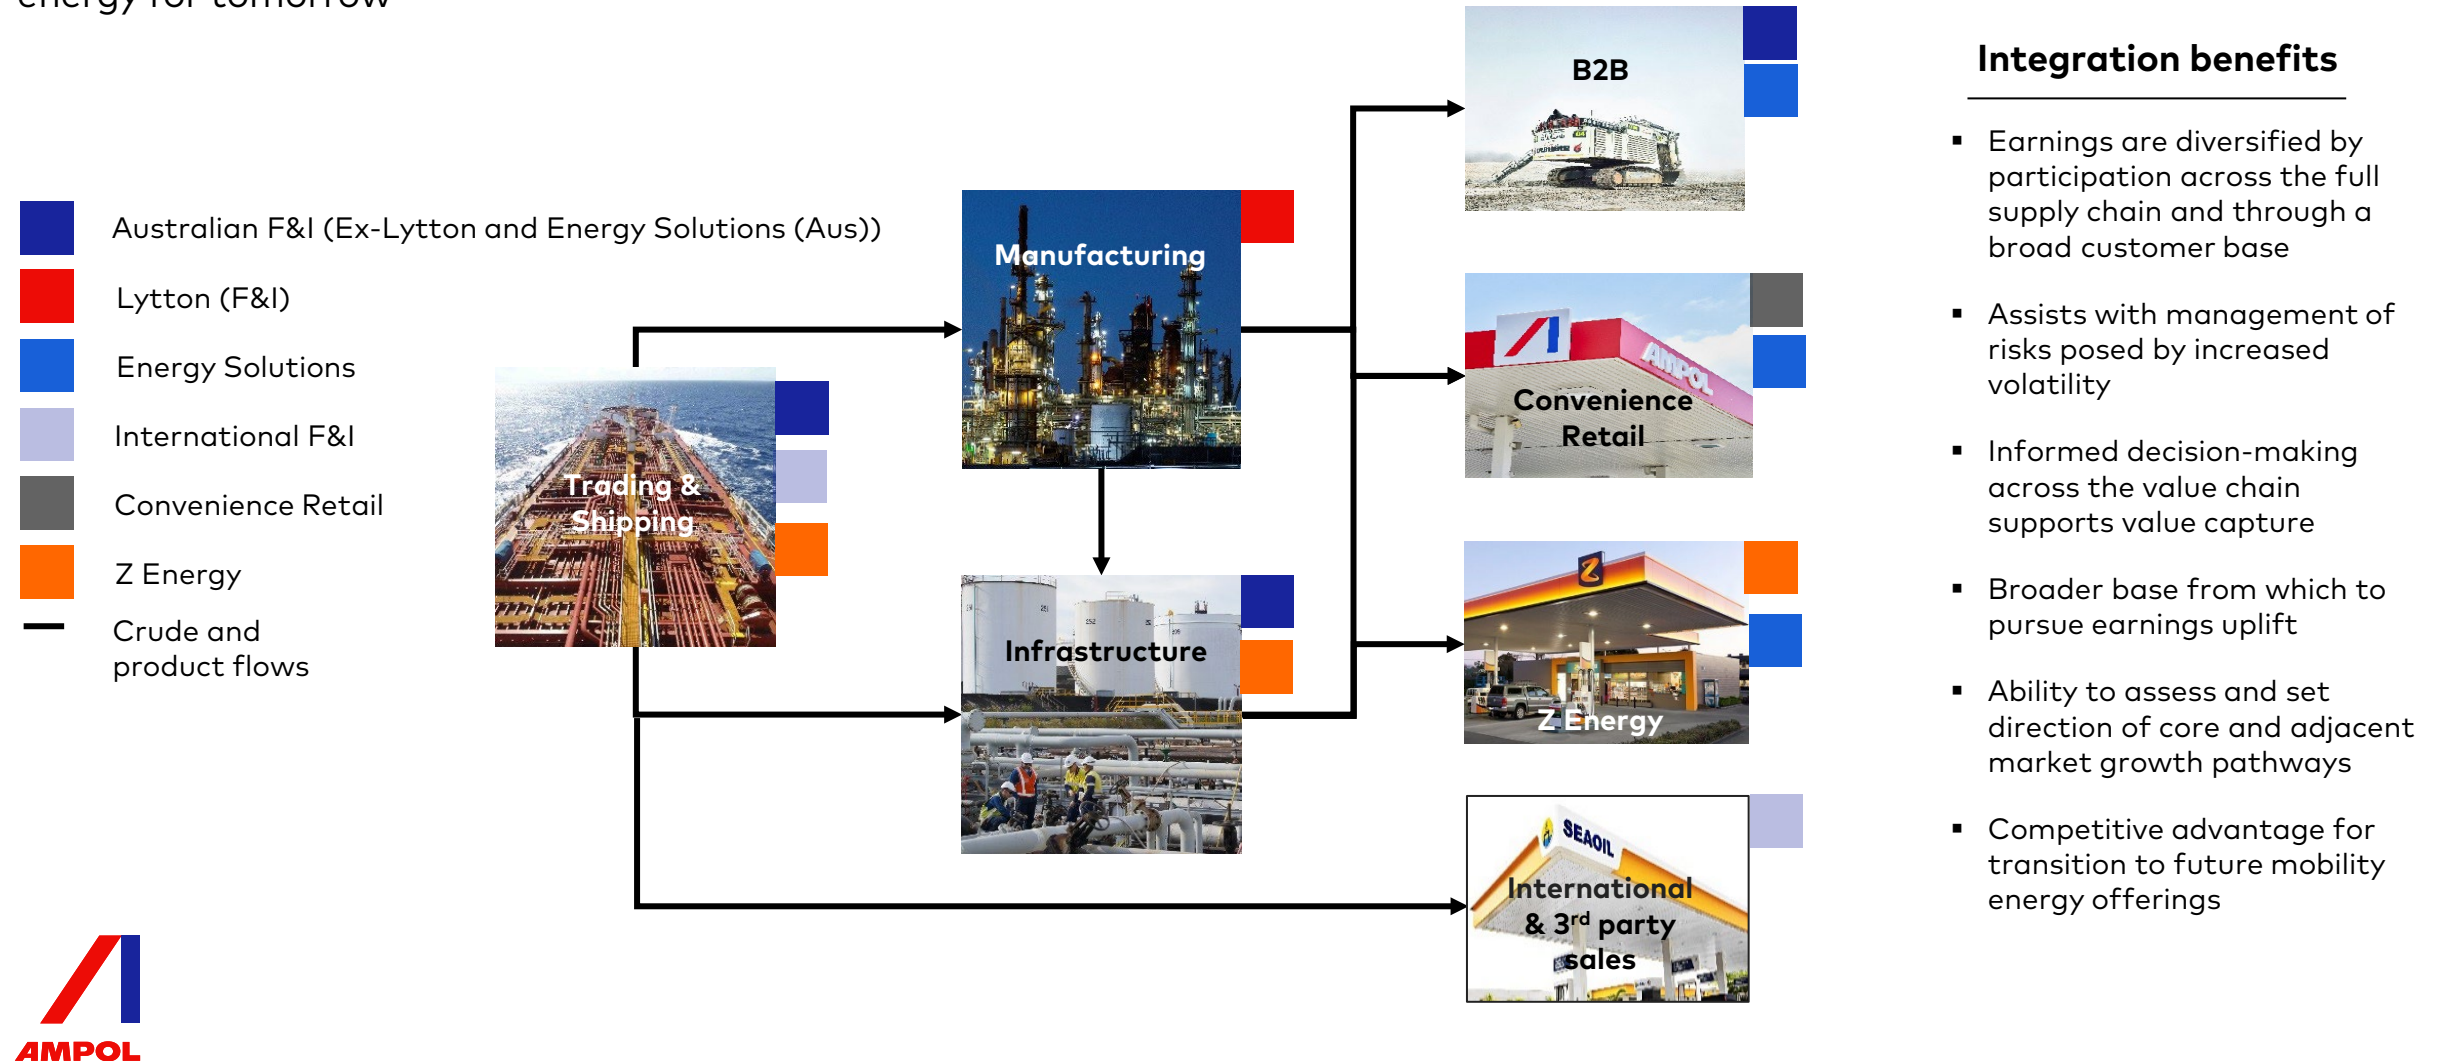 energy for tomorrow
Australian F&I (Ex-Lytton and Energy Solutions (Aus))
Lytton (F&I)
Energy Solutions
International F&I
Convenience Retail
Z Energy
Crude and
product flows
AMPOL
Trading &
Shipping
Manufacturing
Infrastructure
B2B
AMPOL
Convenience
Retail
Z
Z Energy
SEAOIL
International
& 3rd party
sales
Integration benefits
▪ Earnings are diversified by
participation across the full
supply chain and through a
broad customer base
▪ Assists with management of
risks posed by increased
volatility
▪ Informed decision-making
across the value chain
supports value capture
▪ Broader base from which to
pursue earnings uplift
▪ Ability to assess and set
direction of core and adjacent
market growth pathways
▪ Competitive advantage for
transition to future mobility
energy offerings